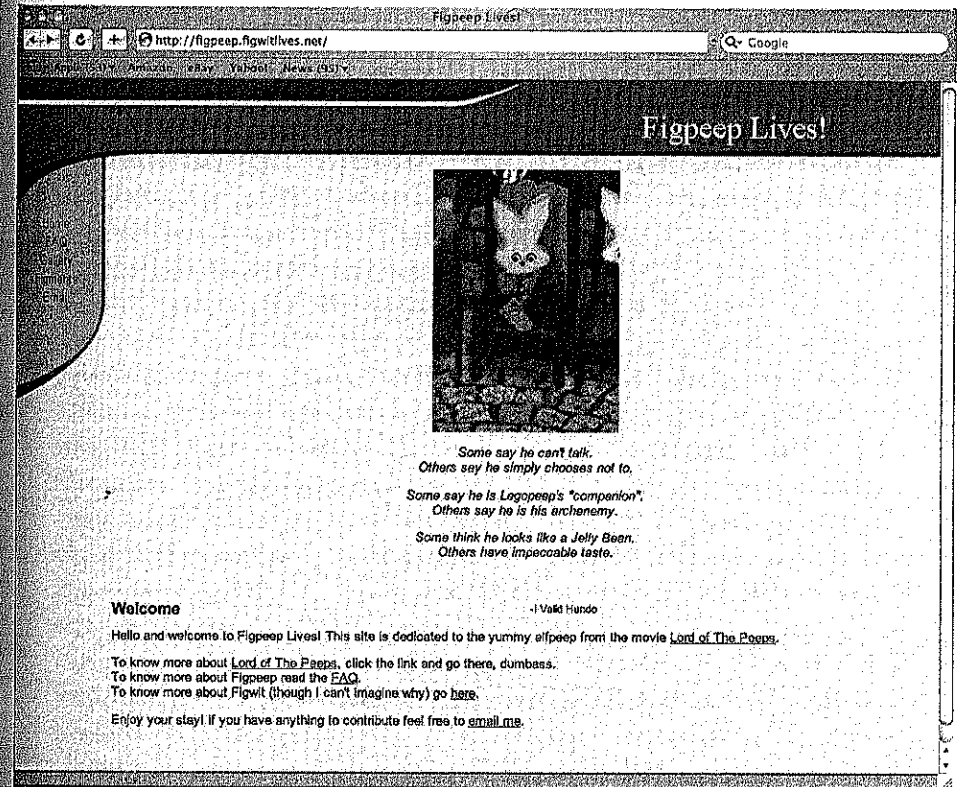 Figpeep Lives!
http://figpeep.figwitlives.net/
Google
Amazon eBay Yahoo! News (95)
Figpeep Lives!
FAQ
Email
Some say he can't talk.
Others say he simply chooses not to.
Some say he is Legopeep's "companion".
Others say he is his archenemy.
Some think he looks like a Jelly Bean.
Others have impeccable taste.
Welcome
-I Valid Hundo
Hello and welcome to Figpeep Lives! This site is dedicated to the yummy elfpeep from the movie Lord of The Peeps.
To know more about Lord of The Peeps, click the link and go there, dumbass.
To know more about Figpeep read the FAQ.
To know more about Figwit (though I can't imagine why) go here.
Enjoy your stay! If you have anything to contribute feel free to email me.